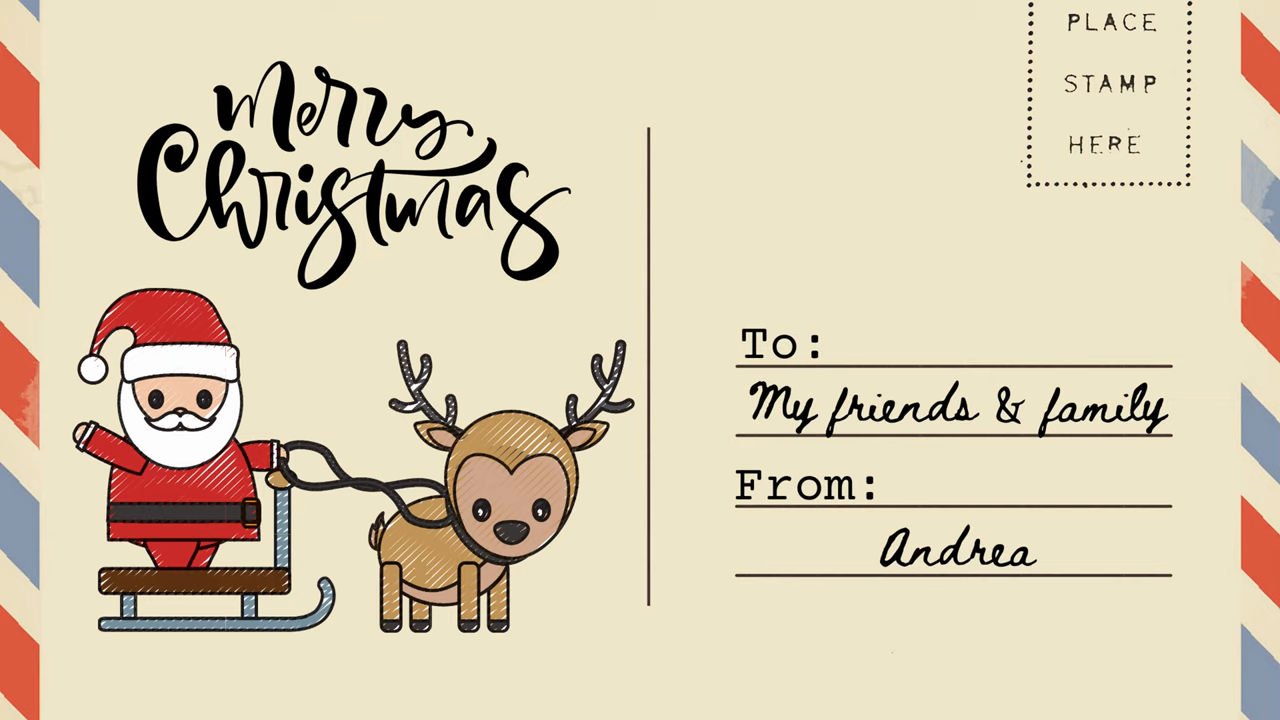 Merry
Christmas
PLACE
STAMP
HERE
To:
My friends & family
From:
Andrea